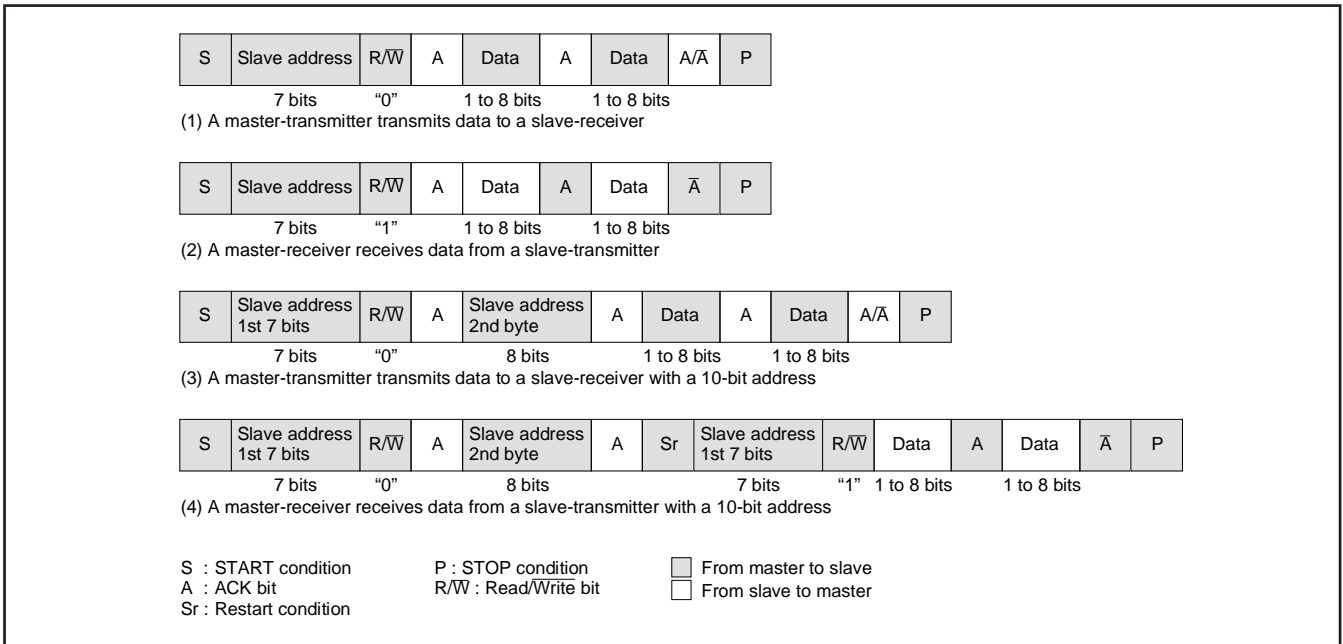 S Slave address R/W̅ A Data A Data A/A̅ P
7 bits “0” 1 to 8 bits 1 to 8 bits
(1) A master-transmitter transmits data to a slave-receiver
S Slave address R/W̅ A Data A Data A̅ P
7 bits “1” 1 to 8 bits 1 to 8 bits
(2) A master-receiver receives data from a slave-transmitter
S Slave address 1st 7 bits R/W̅ A Slave address 2nd byte A Data A Data A/A̅ P
7 bits “0” 8 bits 1 to 8 bits 1 to 8 bits
(3) A master-transmitter transmits data to a slave-receiver with a 10-bit address
S Slave address 1st 7 bits R/W̅ A Slave address 2nd byte A Sr Slave address 1st 7 bits R/W̅ Data A Data A̅ P
7 bits “0” 8 bits 7 bits “1” 1 to 8 bits 1 to 8 bits
(4) A master-receiver receives data from a slave-transmitter with a 10-bit address
S : START condition P : STOP condition From master to slave
A : ACK bit R/W̅ : Read/W̅r̅i̅t̅e̅ bit From slave to master
Sr : Restart condition